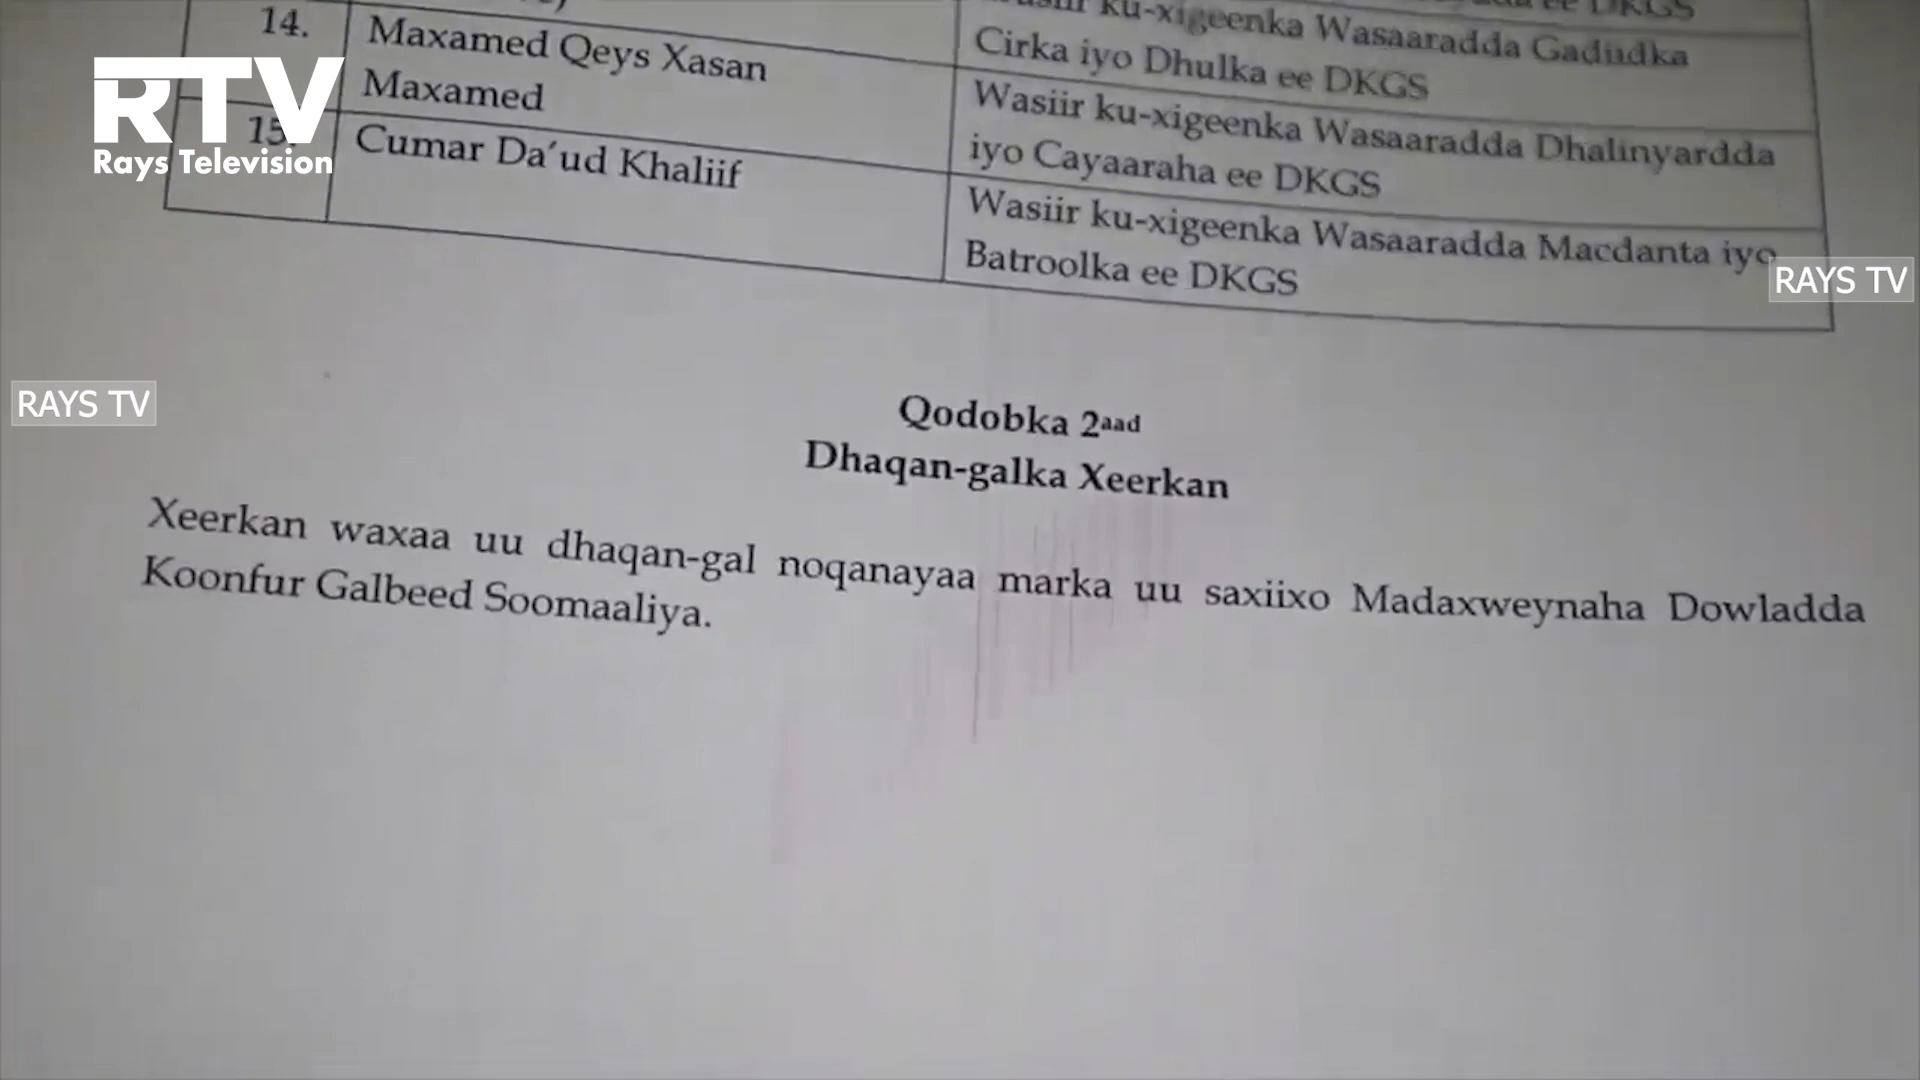 ee DKGS
14.
Maxamed Qeys Xasan
Maxamed
ku-xigeenka Wasaaradda Gadiidka
Cirka iyo Dhulka ee DKGS
Wasiir ku-xigeenka Wasaaradda Dhalinyardda
iyo Cayaaraha ee DKGS
15.
Cumar Da'ud Khaliif
Wasiir ku-xigeenka Wasaaradda Macdanta iyo
Batroolka ee DKGS
RTV
Rays Television
RAYS TV
RAYS TV
Qodobka 2aad
Dhaqan-galka Xeerkan
Xeerkan waxaa uu dhaqan-gal noqanayaa marka uu saxiixo Madaxweynaha Dowladda
Koonfur Galbeed Soomaaliya.